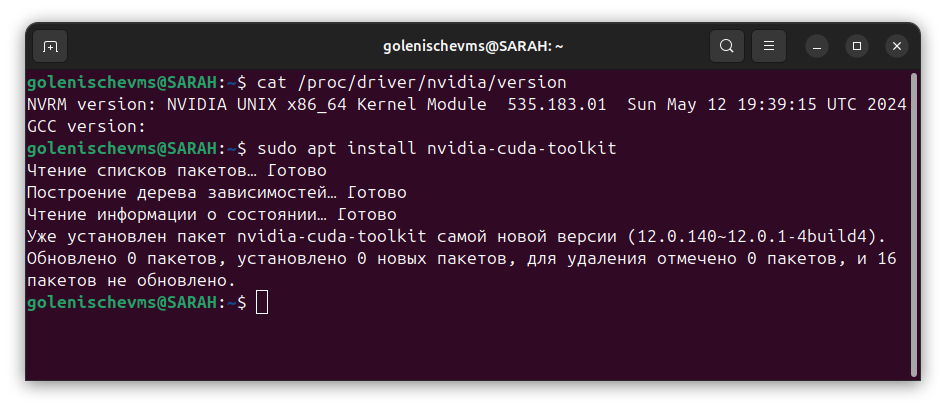 golenischevms@SARAH: ~
golenischevms@SARAH:~$ cat /proc/driver/nvidia/version
NVRM version: NVIDIA UNIX x86_64 Kernel Module  535.183.01  Sun May 12 19:39:15 UTC 2024
GCC version:
golenischevms@SARAH:~$ sudo apt install nvidia-cuda-toolkit
Чтение списков пакетов… Готово
Построение дерева зависимостей… Готово
Чтение информации о состоянии… Готово
Уже установлен пакет nvidia-cuda-toolkit самой новой версии (12.0.140~12.0.1-4build4).
Обновлено 0 пакетов, установлено 0 новых пакетов, для удаления отмечено 0 пакетов, и 16
пакетов не обновлено.
golenischevms@SARAH:~$